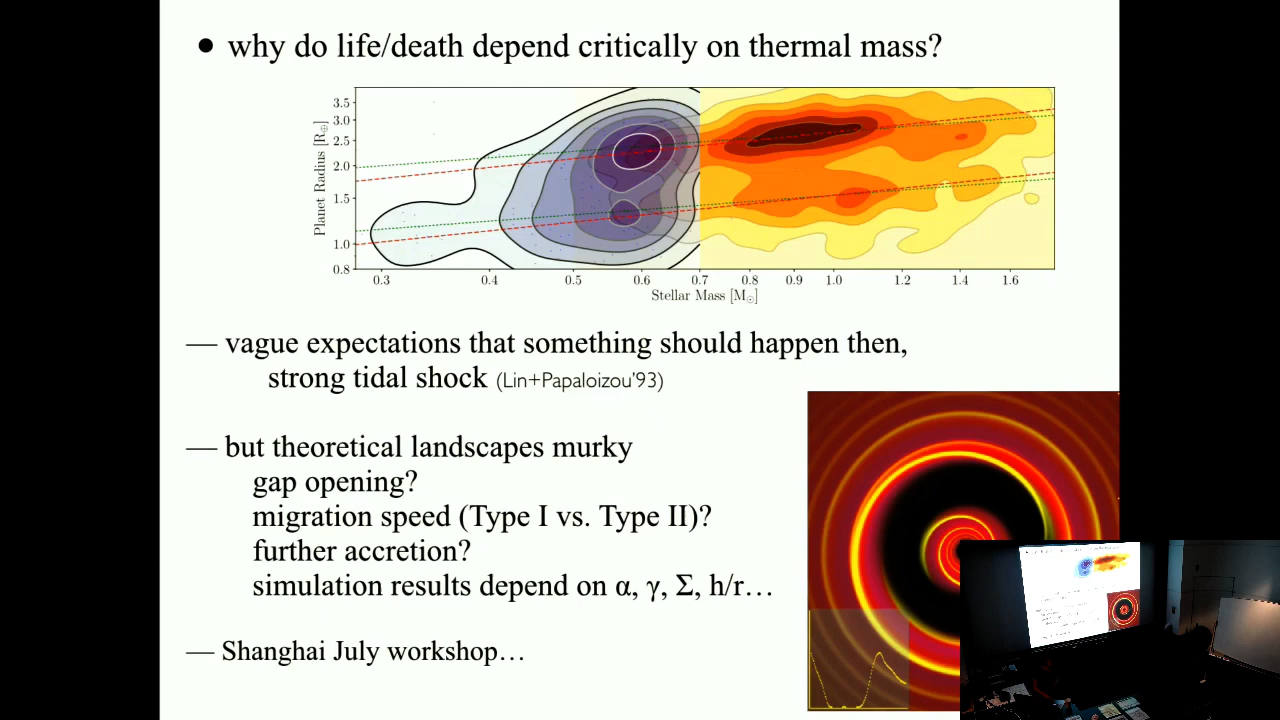 • why do life/death depend critically on thermal mass?
Planet Radius [R⊕]
3.5
3.0
2.5
2.0
1.5
1.0
0.8
0.3
0.4
0.5
0.6
0.7
0.8
0.9
1.0
1.2
1.4
1.6
Stellar Mass [M☉]
— vague expectations that something should happen then,
strong tidal shock (Lin+Papaloizou'93)
— but theoretical landscapes murky
gap opening?
migration speed (Type I vs. Type II)?
further accretion?
simulation results depend on α, γ, Σ, h/r…
— Shanghai July workshop…